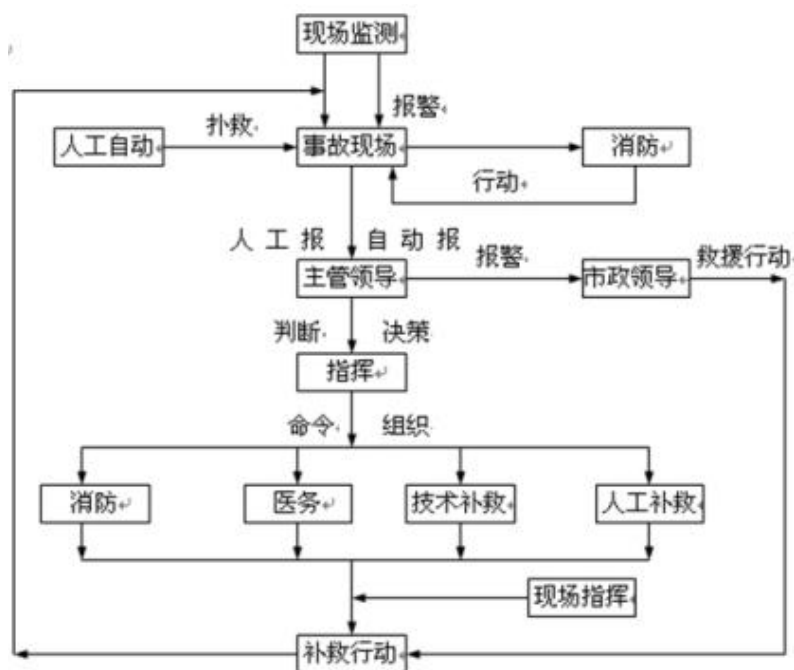 现场监测
报警
扑救
人工自动 事故现场 消防
行动
人工报 自动报
报警 救援行动
主管领导 市政领导
判断 决策
指挥
命令 组织
消防 医务 技术补救 人工补救
现场指挥
补救行动